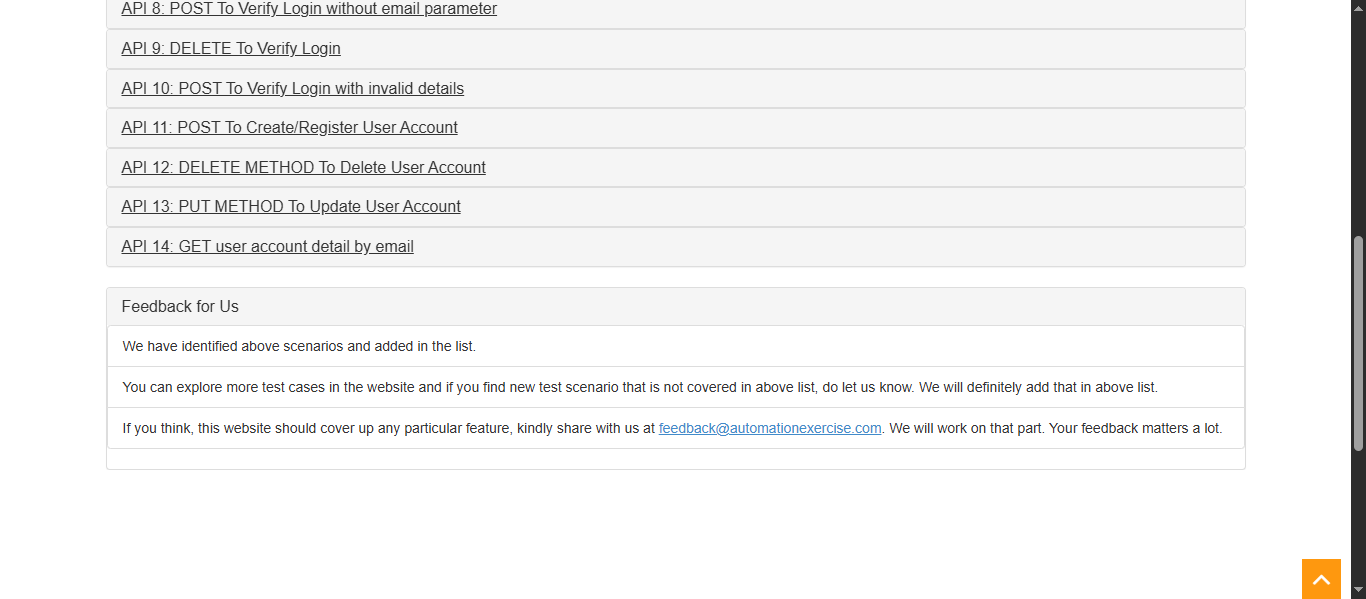 API 8: POST To Verify Login without email parameter
API 9: DELETE To Verify Login
API 10: POST To Verify Login with invalid details
API 11: POST To Create/Register User Account
API 12: DELETE METHOD To Delete User Account
API 13: PUT METHOD To Update User Account
API 14: GET user account detail by email
Feedback for Us
We have identified above scenarios and added in the list.
You can explore more test cases in the website and if you find new test scenario that is not covered in above list, do let us know. We will definitely add that in above list.
If you think, this website should cover up any particular feature, kindly share with us at feedback@automationexercise.com. We will work on that part. Your feedback matters a lot.